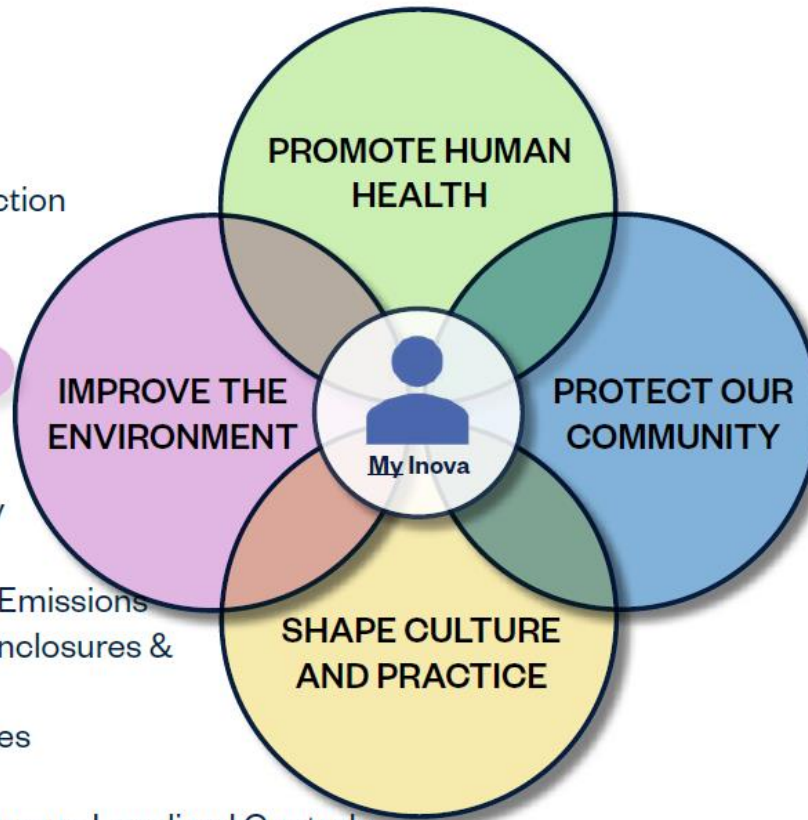 PROMOTE HUMAN
HEALTH
ction
IMPROVE THE
ENVIRONMENT
PROTECT OUR
COMMUNITY
My Inova
y
Emissions
nclosures &
SHAPE CULTURE
AND PRACTICE
es